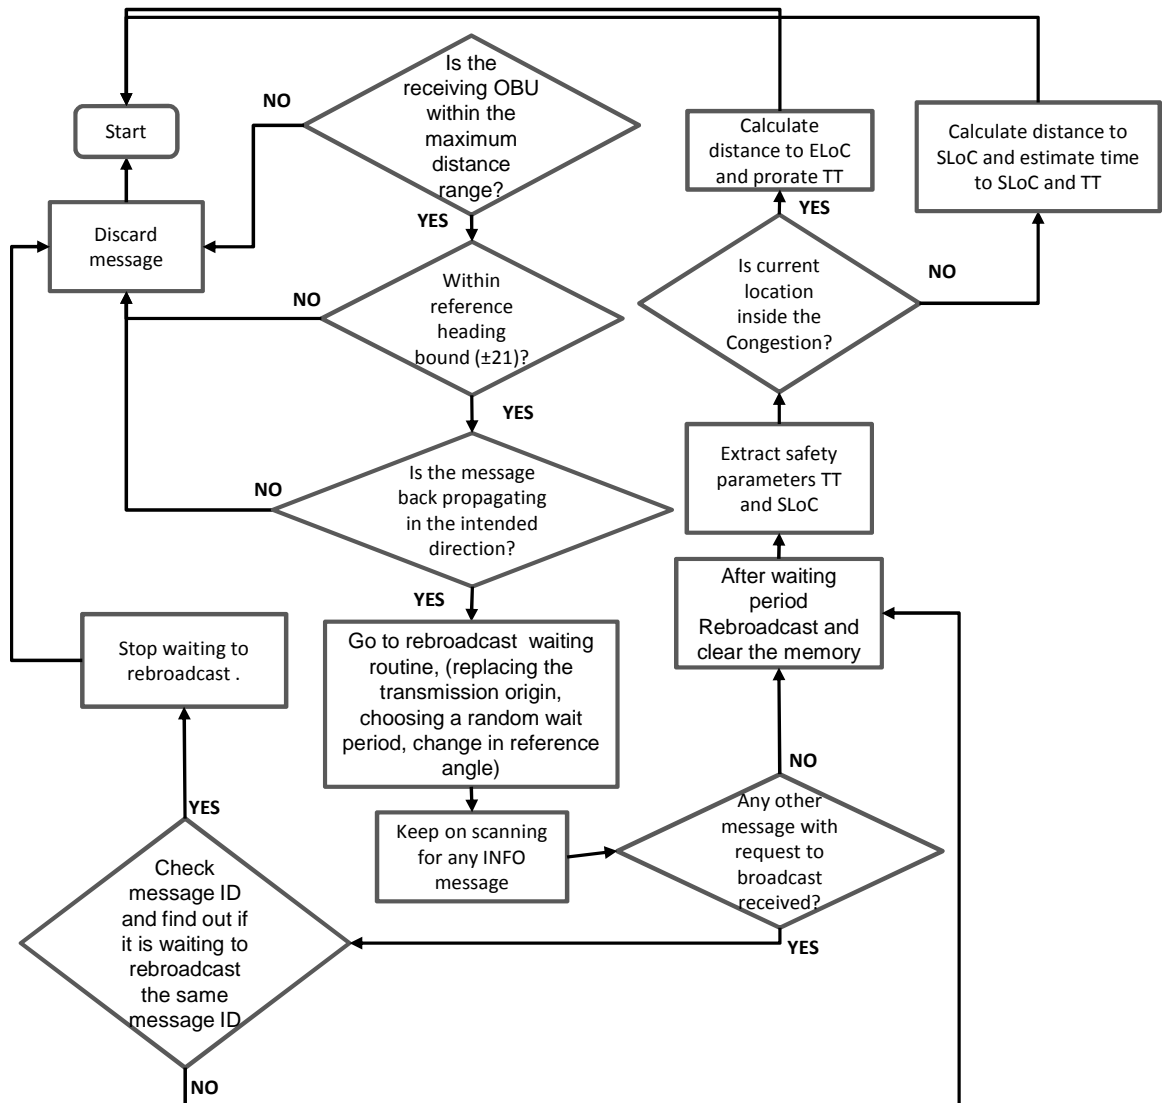 Is the
receiving OBU
within the
maximum
distance
range?
NO
YES
Start
Discard
message
Within
reference
heading
bound (±21)?
NO
YES
Is the message
back propagating
in the intended
direction?
NO
YES
Go to rebroadcast waiting
routine, (replacing the
transmission origin,
choosing a random wait
period, change in reference
angle)
Keep on scanning
for any INFO
message
Any other
message with
request to
broadcast
received?
NO
YES
Check
message ID
and find out if
it is waiting to
rebroadcast
the same
message ID
YES
NO
Stop waiting to
rebroadcast .
After waiting
period
Rebroadcast and
clear the memory
Extract safety
parameters TT
and SLoC
Is current
location
inside the
Congestion?
YES
NO
Calculate
distance to ELoC
and prorate TT
Calculate distance to
SLoC and estimate time
to SLoC and TT